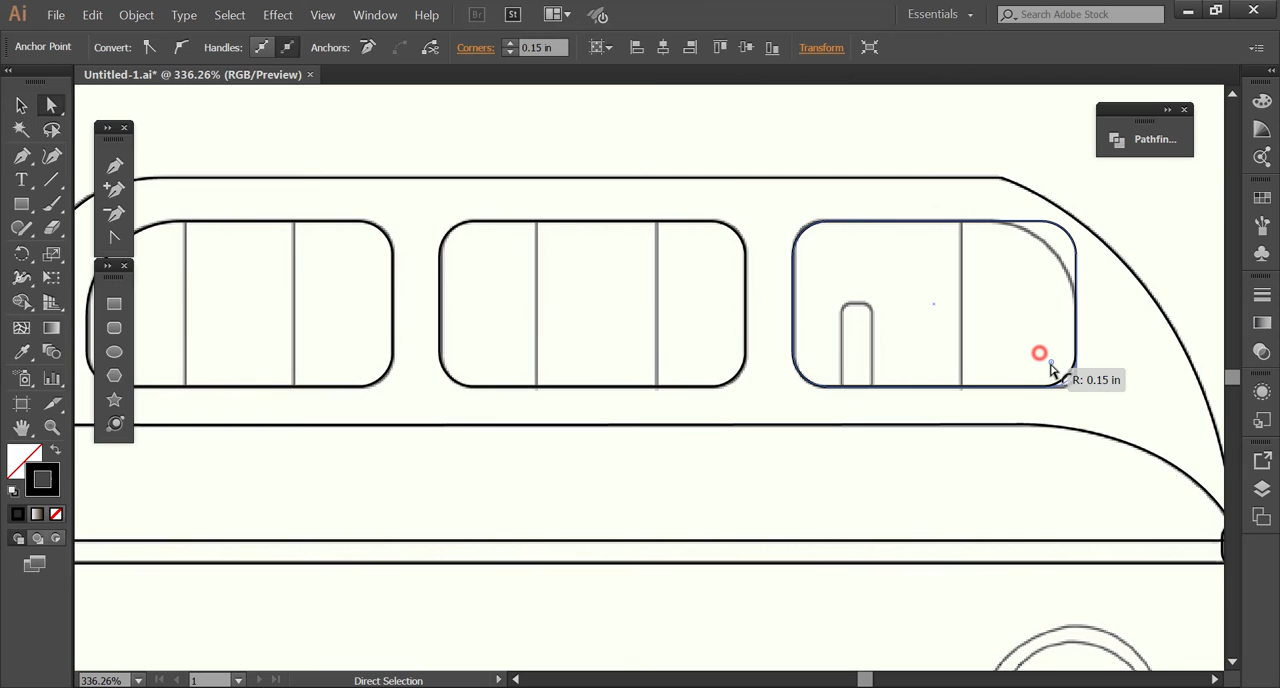 Ai File Edit Object Type Select Effect View Window Help Br St Essentials Search Adobe Stock
Anchor Point Convert: Handles: Anchors: Corners: 0.15 in Transform
Untitled-1.ai* @ 336.26% (RGB/Preview) ×
Pathfin...
R: 0.15 in
336.26% 1 Direct Selection